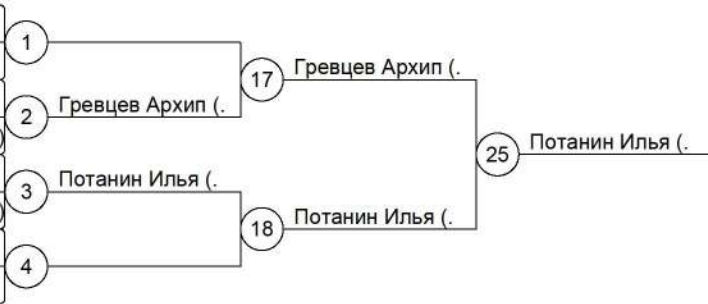 1
17
Гревцев Архип (.
2
Гревцев Архип (.
25
Потанин Илья (.
3
Потанин Илья (.
18
Потанин Илья (.
4